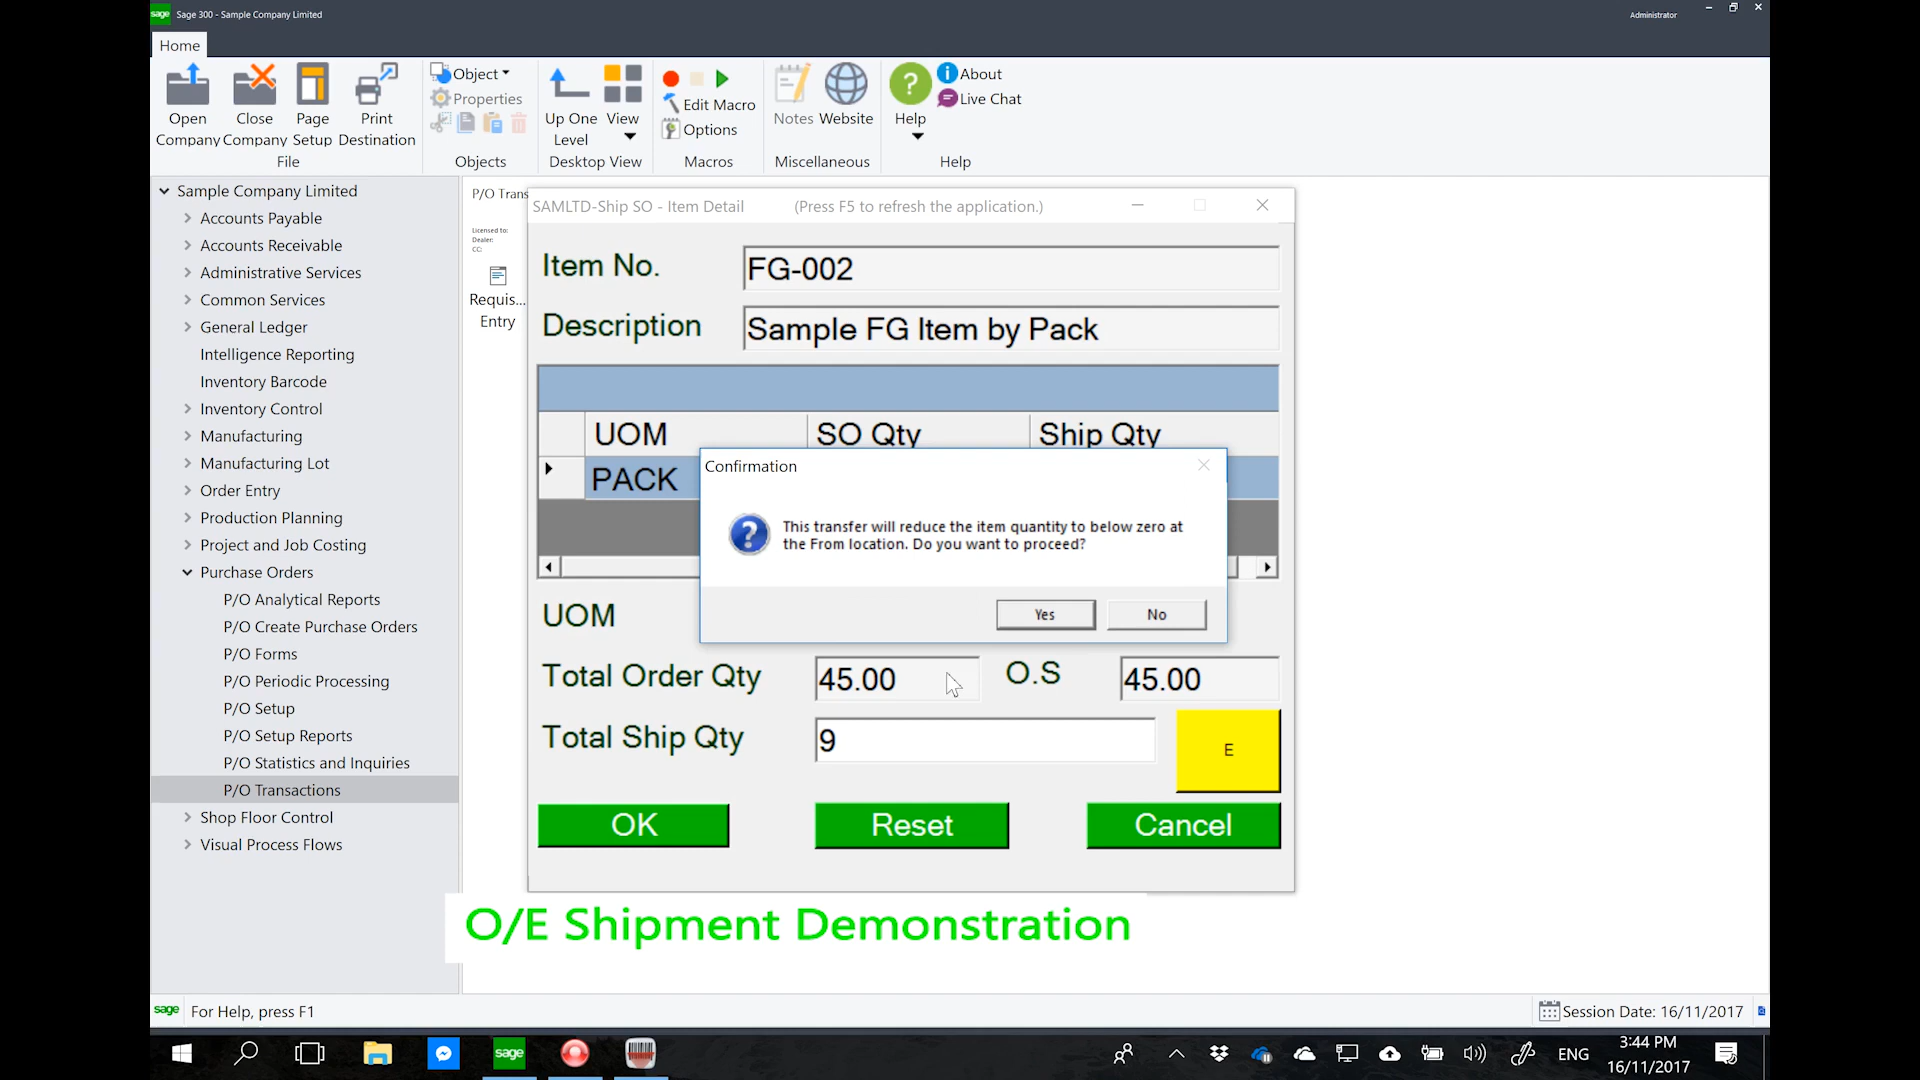 sage Sage 300 - Sample Company Limited
Administrator
Home
Open Company
Close Company
Page Setup
Print Destination
File
Object
Properties
Objects
Up One Level
View
Desktop View
Edit Macro
Options
Macros
Notes
Website
Miscellaneous
Help
About
Live Chat
Help
Sample Company Limited
Accounts Payable
Accounts Receivable
Administrative Services
Common Services
General Ledger
Intelligence Reporting
Inventory Barcode
Inventory Control
Manufacturing
Manufacturing Lot
Order Entry
Production Planning
Project and Job Costing
Purchase Orders
P/O Analytical Reports
P/O Create Purchase Orders
P/O Forms
P/O Periodic Processing
P/O Setup
P/O Setup Reports
P/O Statistics and Inquiries
P/O Transactions
Shop Floor Control
Visual Process Flows
P/O Trans
Licensed to:
Dealer:
CC:
Requis...
Entry
SAMLTD-Ship SO - Item Detail (Press F5 to refresh the application.)
Item No. FG-002
Description Sample FG Item by Pack
UOM SO Qty Ship Qty
PACK
Confirmation
? This transfer will reduce the item quantity to below zero at
the From location. Do you want to proceed?
Yes No
UOM
Total Order Qty 45.00 O.S 45.00
Total Ship Qty 9 E
OK Reset Cancel
O/E Shipment Demonstration
sage For Help, press F1
Session Date: 16/11/2017
sage
ENG
3:44 PM
16/11/2017